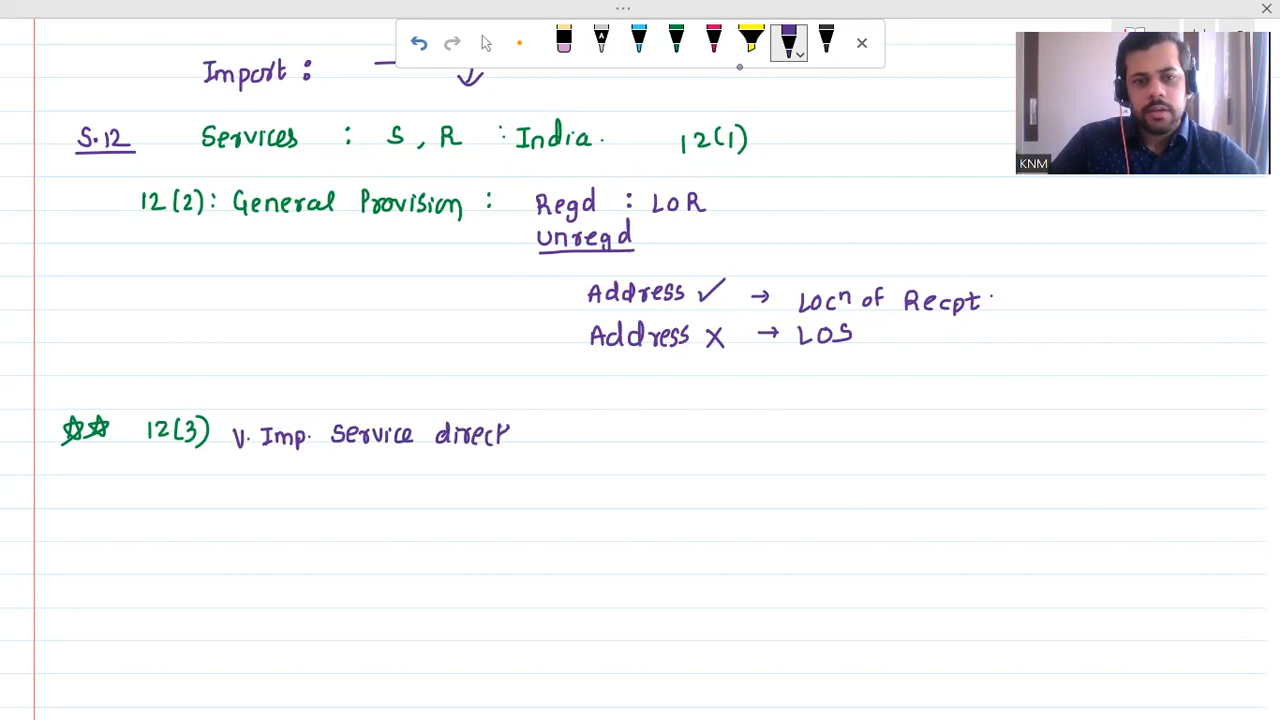 Import :
S.12 Services : S , R : India. 12(1)
12(2): General Provision : Regd : LOR
Unregd
Address ✓ → Locn of Recpt.
Address X → LOS
12(3) V. Imp. Service direct
KNM